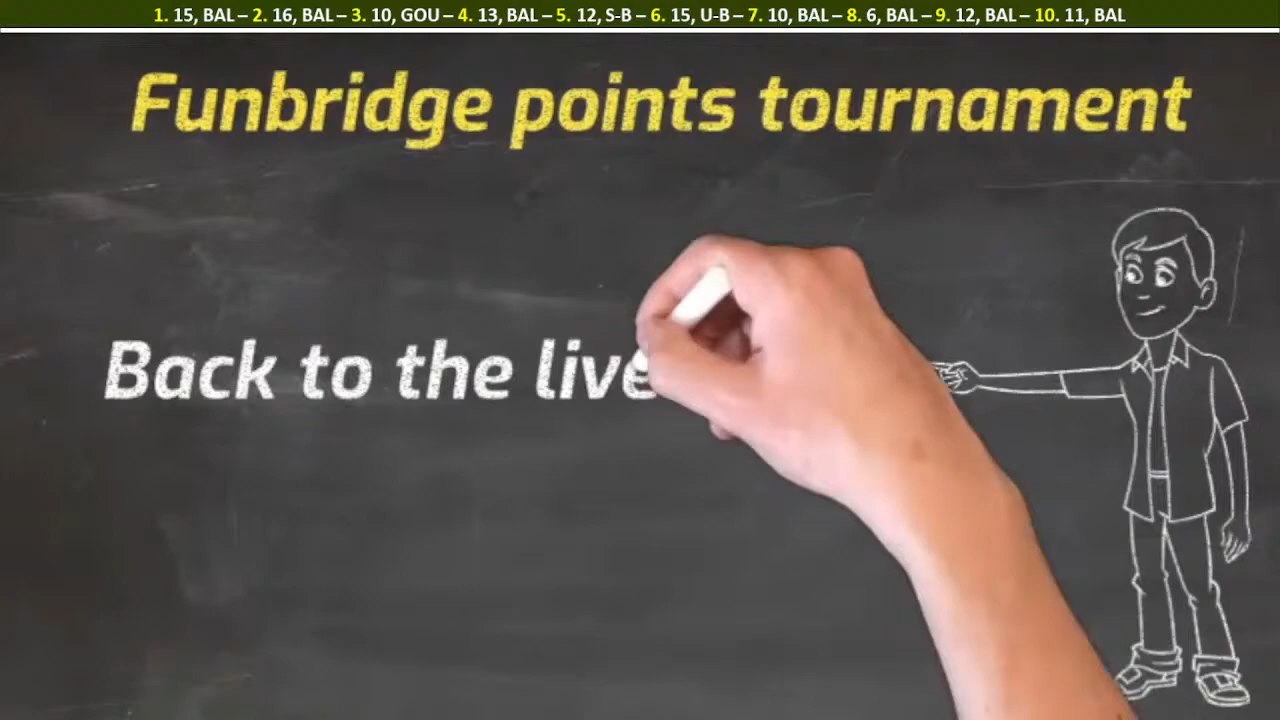 1. 15, BAL – 2. 16, BAL – 3. 10, GOU – 4. 13, BAL – 5. 12, S-B – 6. 15, U-B – 7. 10, BAL – 8. 6, BAL – 9. 12, BAL – 10. 11, BAL
Funbridge points tournament
Back to the live